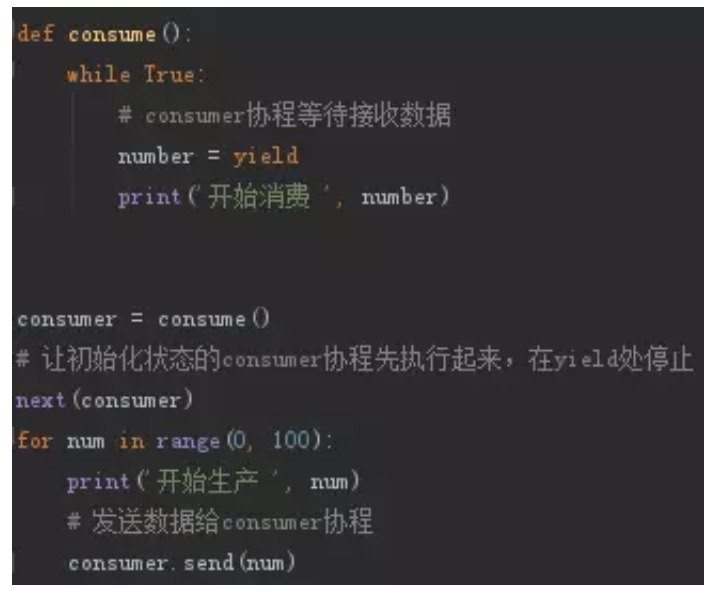 def consume():
while True:
# consumer协程等待接收数据
number = yield
print('开始消费 ', number)
consumer = consume()
# 让初始化状态的consumer协程先执行起来，在yield处停止
next(consumer)
for num in range(0, 100):
print('开始生产 ', num)
# 发送数据给consumer协程
consumer.send(num)